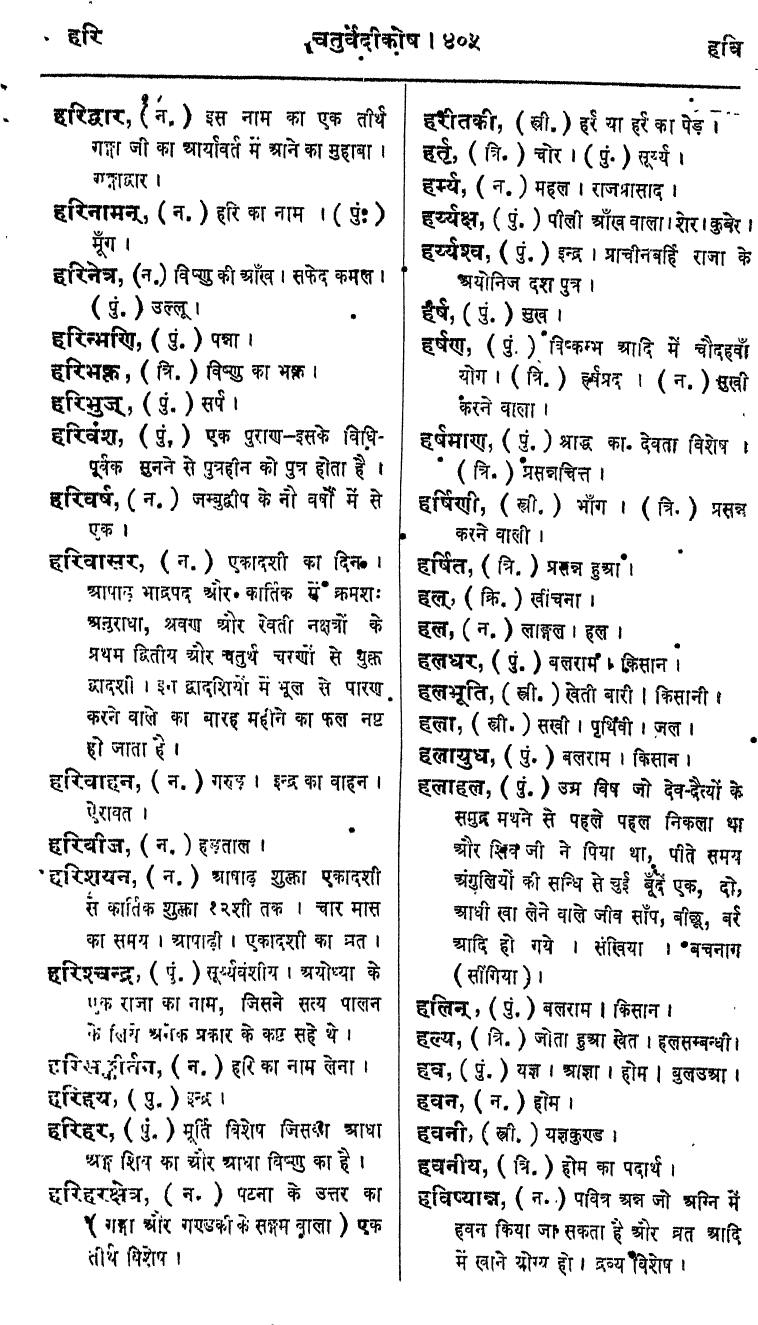 हरि
चतुर्वेदीकोष । ४०५
हवि
हरिद्वार, ( न. ) इस नाम का एक तीर्थ
गङ्गा जी का आर्यावर्त में आने का मुहाबा ।
गङ्गाद्वार ।
हरिनामन्, ( न. ) हरि का नाम । ( पुं: )
मूँग ।
हरिनेत्र, (न.) विष्णु की आँख । सफेद कमल ।
( पुं. ) उल्लू ।
हरिन्मणि, ( पुं. ) पन्ना ।
हरिभक्त, ( त्रि. ) विष्णु का भक्त ।
हरिभुज्, ( पुं. ) सर्प ।
हरिवंश, ( पुं. ) एक पुराण–इसके विधि-
पूर्वक सुनने से पुत्रहीन को पुत्र होता है ।
हरिवर्ष, ( न. ) जम्बुद्वीप के नौ वर्षों में से
एक ।
हरिवासर, ( न. ) एकादशी का दिन ।
आषाढ़ भाद्रपद और कार्तिक में क्रमशः
अनुराधा, श्रवण और रेवती नक्षत्रों के
प्रथम द्वितीय और चतुर्थ चरणों से युक्त
द्वादशी । इन द्वादशियों में भूल से पारण
करने वाले का बारह महीने का फल नष्ट
हो जाता है ।
हरिवाहन, ( न. ) गरुड़ । इन्द्र का वाहन ।
ऐरावत ।
हरिवीज, ( न. ) हड़ताल ।
हरिशयन, ( न. ) आषाढ़ शुक्ला एकादशी
से कार्तिक शुक्ला १२शी तक । चार मास
का समय । आषाढ़ी । एकादशी का व्रत ।
हरिश्चन्द्र, ( पुं. ) सूर्य्यवंशीय । अयोध्या के
एक राजा का नाम, जिसने सत्य पालन
के लिये अनेक प्रकार के कष्ट सहे थे ।
हरिसङ्कीर्तन, ( न. ) हरि का नाम लेना ।
हरिहय, ( पु. ) इन्द्र ।
हरिहर, ( पुं. ) मूर्ति विशेष जिसका आधा
अङ्ग शिव का और आधा विष्णु का है ।
हरिहरक्षेत्र, ( न. ) पटना के उत्तर का
( गङ्गा और गण्डकी के सङ्गम वाला ) एक
तीर्थ विशेष ।
हरीतकी, ( स्त्री. ) हर्र या हर्र का पेड़ ।
हर्तृ, ( त्रि. ) चोर । ( पुं. ) सूर्य्य ।
हर्म्य, ( न. ) महल । राजप्रासाद ।
हर्य्यक्ष, ( पुं. ) पीली आँख वाला । शेर । कुबेर ।
हर्य्यश्व, ( पुं. ) इन्द्र । प्राचीनबर्हि राजा के
अयोनिज दश पुत्र ।
हर्ष, ( पुं. ) सुख ।
हर्षण, ( पुं. ) विष्कम्भ आदि में चौदहवाँ
योग । ( त्रि. ) हर्षप्रद । ( न. ) सुखी
करने वाला ।
हर्षमाण, ( पुं. ) श्राद्ध का देवता विशेष ।
( त्रि. ) प्रसन्नचित्त ।
हर्षिणी, ( स्त्री. ) भाँग । ( त्रि. ) प्रसन्न
करने वाली ।
हर्षित, ( त्रि. ) प्रसन्न हुआ ।
हल्, ( क्रि. ) खींचना ।
हल, ( न. ) लाङ्गल । हल ।
हलधर, ( पुं. ) बलराम । किसान ।
हलभूति, ( स्त्री. ) खेती बारी । किसानी ।
हला, ( स्त्री. ) सखी । पृथिवी । जल ।
हलायुध, ( पुं. ) बलराम । किसान ।
हलाहल, ( पुं. ) उग्र विष जो देव-दैत्यों के
समुद्र मथने से पहले पहल निकला था
और शिव जी ने पिया था, पीते समय
अंगुलियों की सन्धि से चुई बूँदें एक, दो,
आधी खा लेने वाले जीव साँप, बीछू, बर्र
आदि हो गये । संखिया । बचनाग
( सींगिया ) ।
हलिन्, ( पुं. ) बलराम । किसान ।
हल्य, ( त्रि. ) जोता हुआ खेत । हलसम्बन्धी ।
हव, ( पुं. ) यज्ञ । आज्ञा । होम । बुलउआ ।
हवन, ( न. ) होम ।
हवनी, ( स्त्री. ) यज्ञकुण्ड ।
हवनीय, ( त्रि. ) होम का पदार्थ ।
हविष्यान्न, ( न. ) पवित्र अन्न जो अग्नि में
हवन किया जा सकता है और व्रत आदि
में खाने योग्य हो । द्रव्य विशेष ।